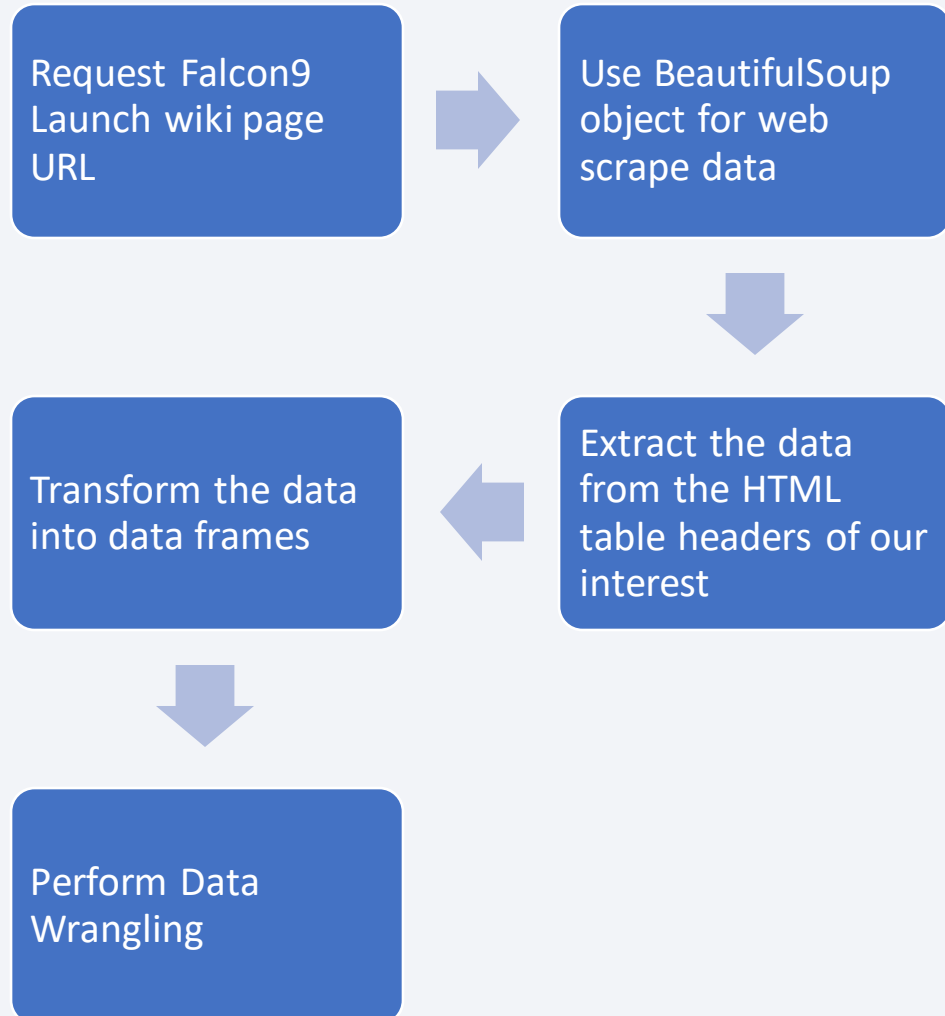 Request Falcon9
Launch wiki page
URL
Use BeautifulSoup
object for web
scrape data
Extract the data
from the HTML
table headers of our
interest
Transform the data
into data frames
Perform Data
Wrangling